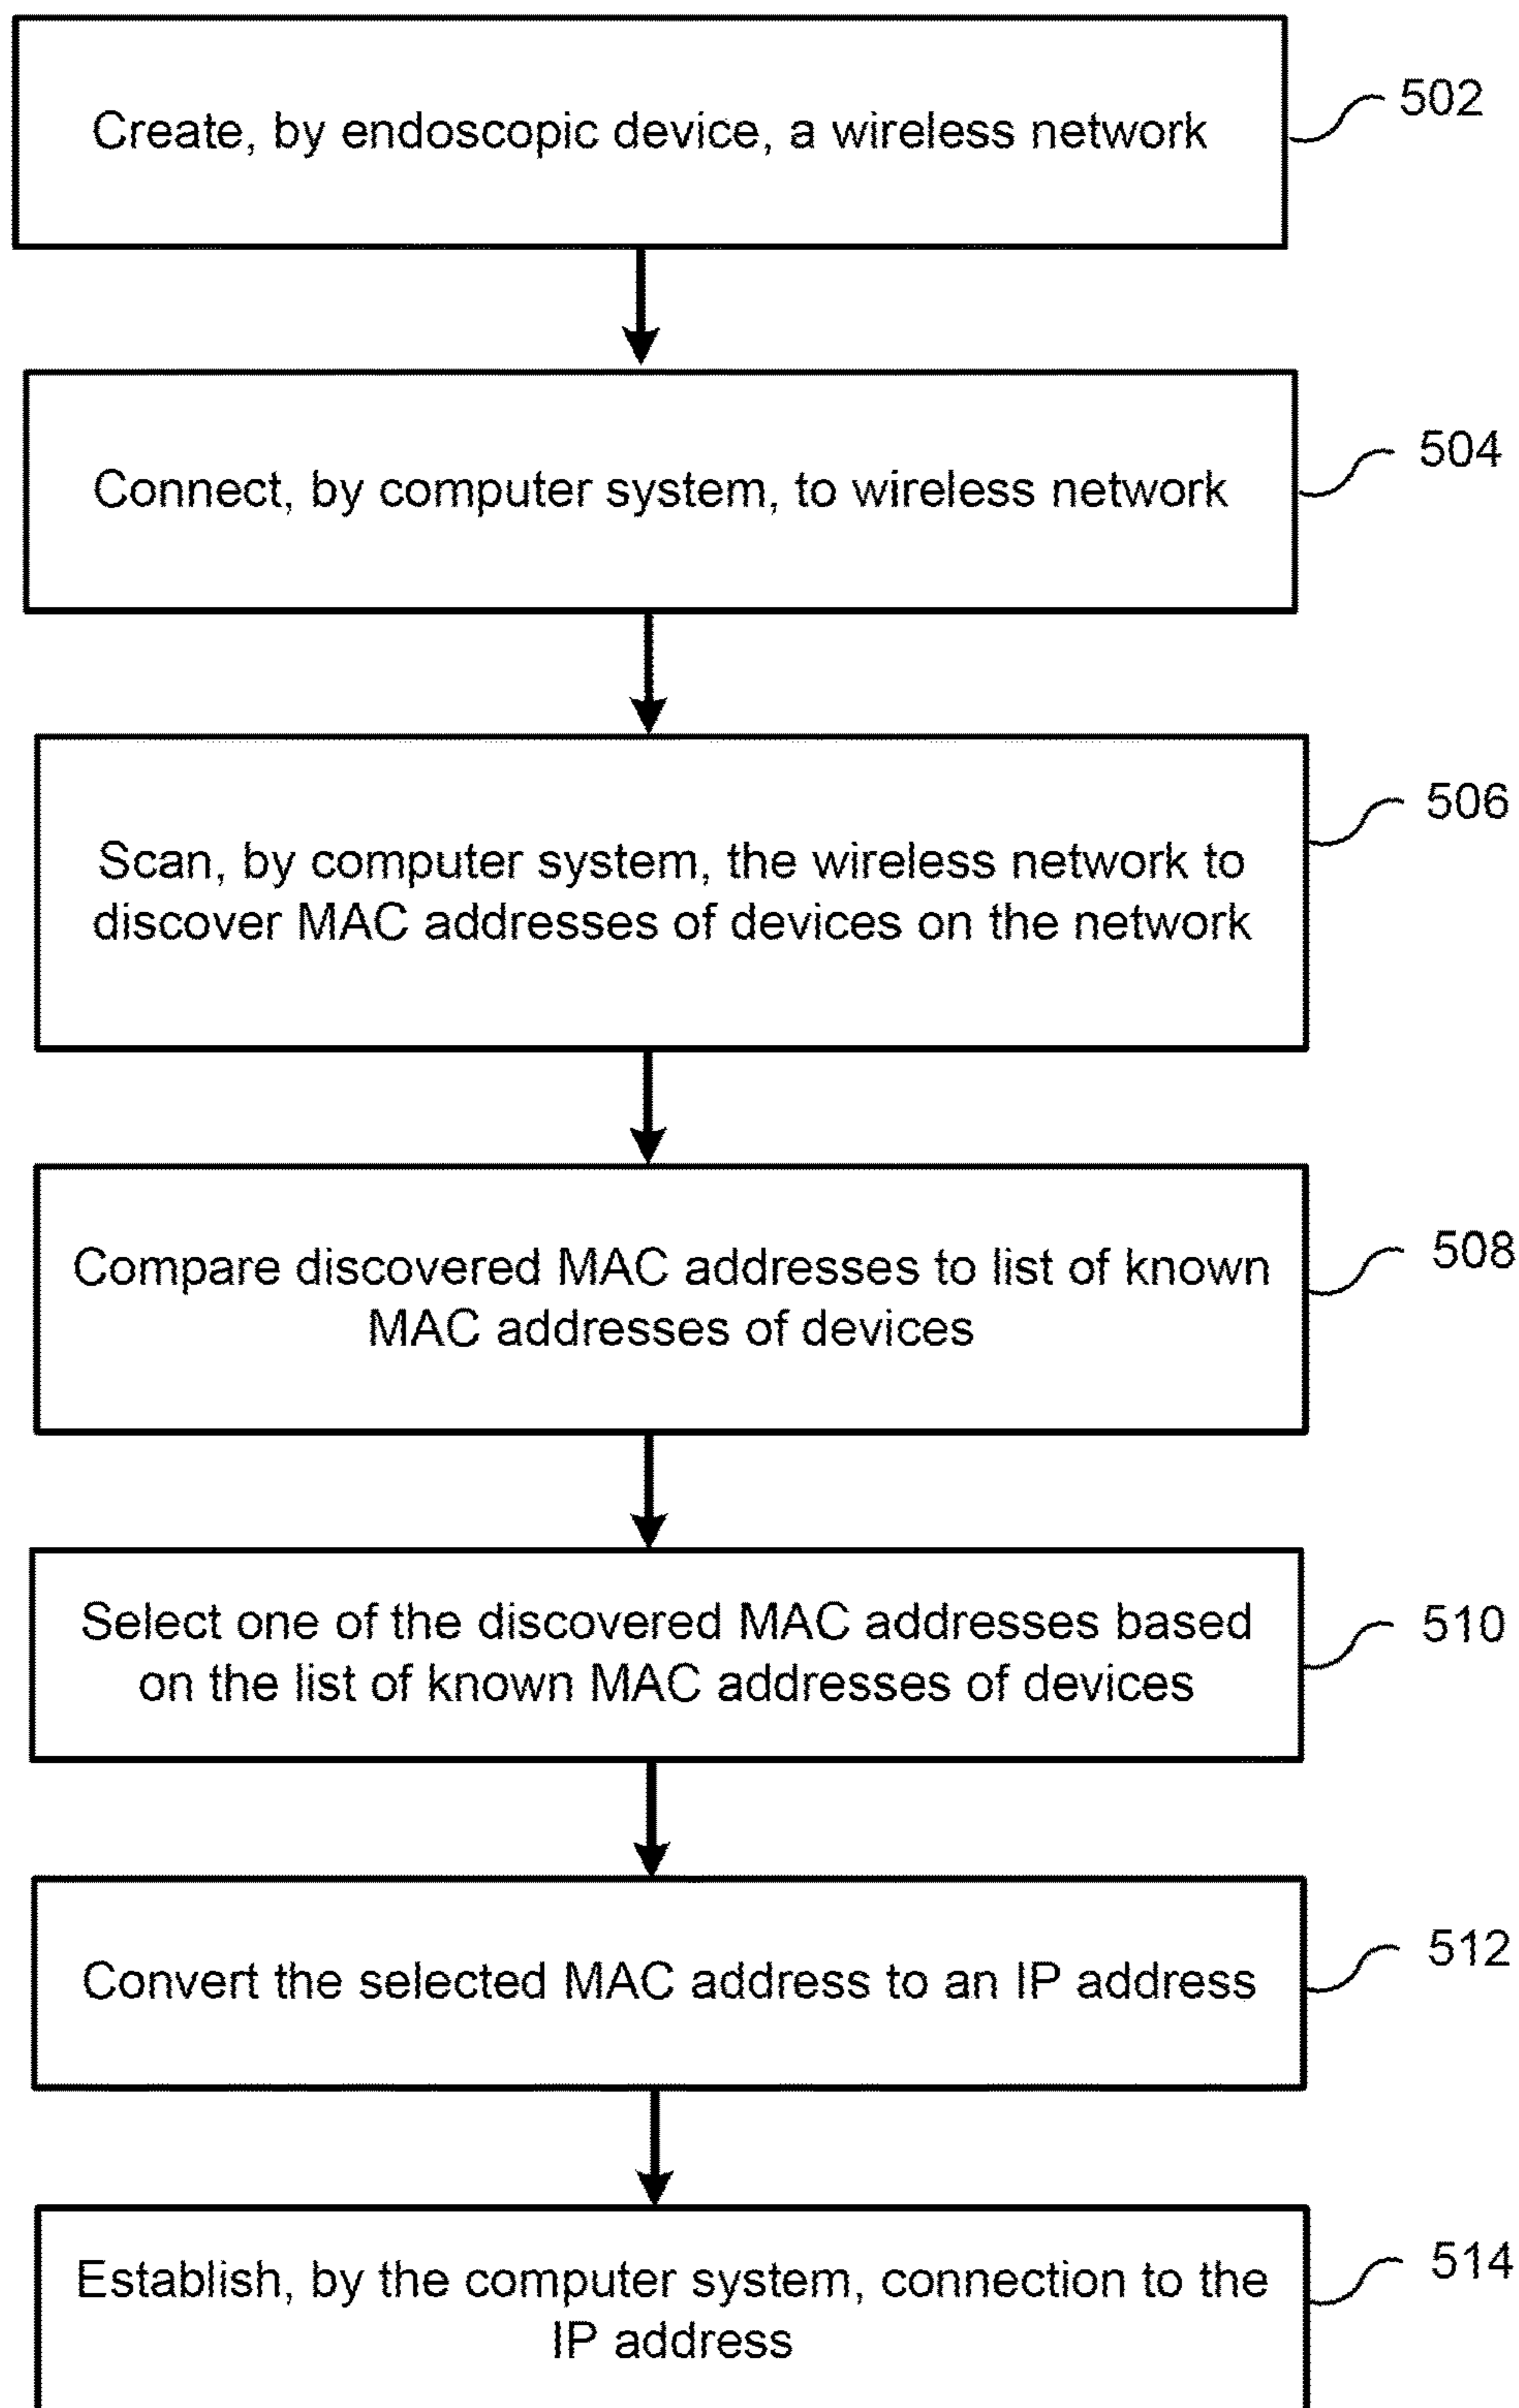 Create, by endoscopic device, a wireless network
502
Connect, by computer system, to wireless network
504
Scan, by computer system, the wireless network to
discover MAC addresses of devices on the network
506
Compare discovered MAC addresses to list of known
MAC addresses of devices
508
Select one of the discovered MAC addresses based
on the list of known MAC addresses of devices
510
Convert the selected MAC address to an IP address
512
Establish, by the computer system, connection to the
IP address
514